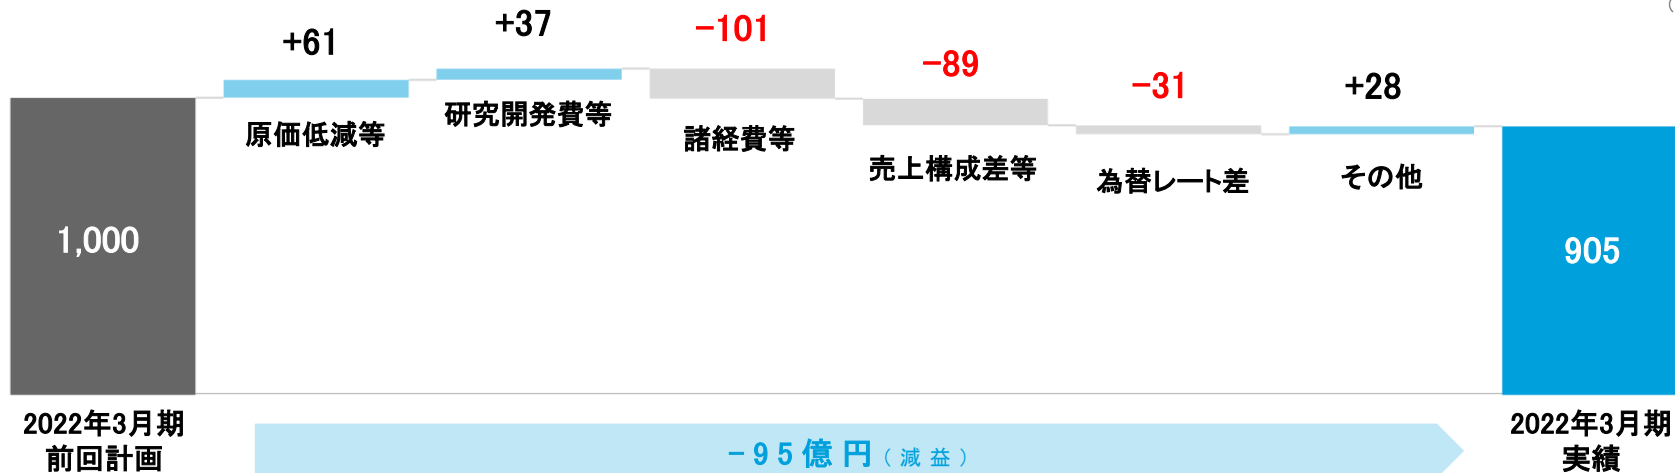 +61
+37
-101
-89
-31
+28
原価低減等
研究開発費等
諸経費等
売上構成差等
為替レート差
その他
1,000
905
2022年3月期
前回計画
-95億円(減益)
2022年3月期
実績